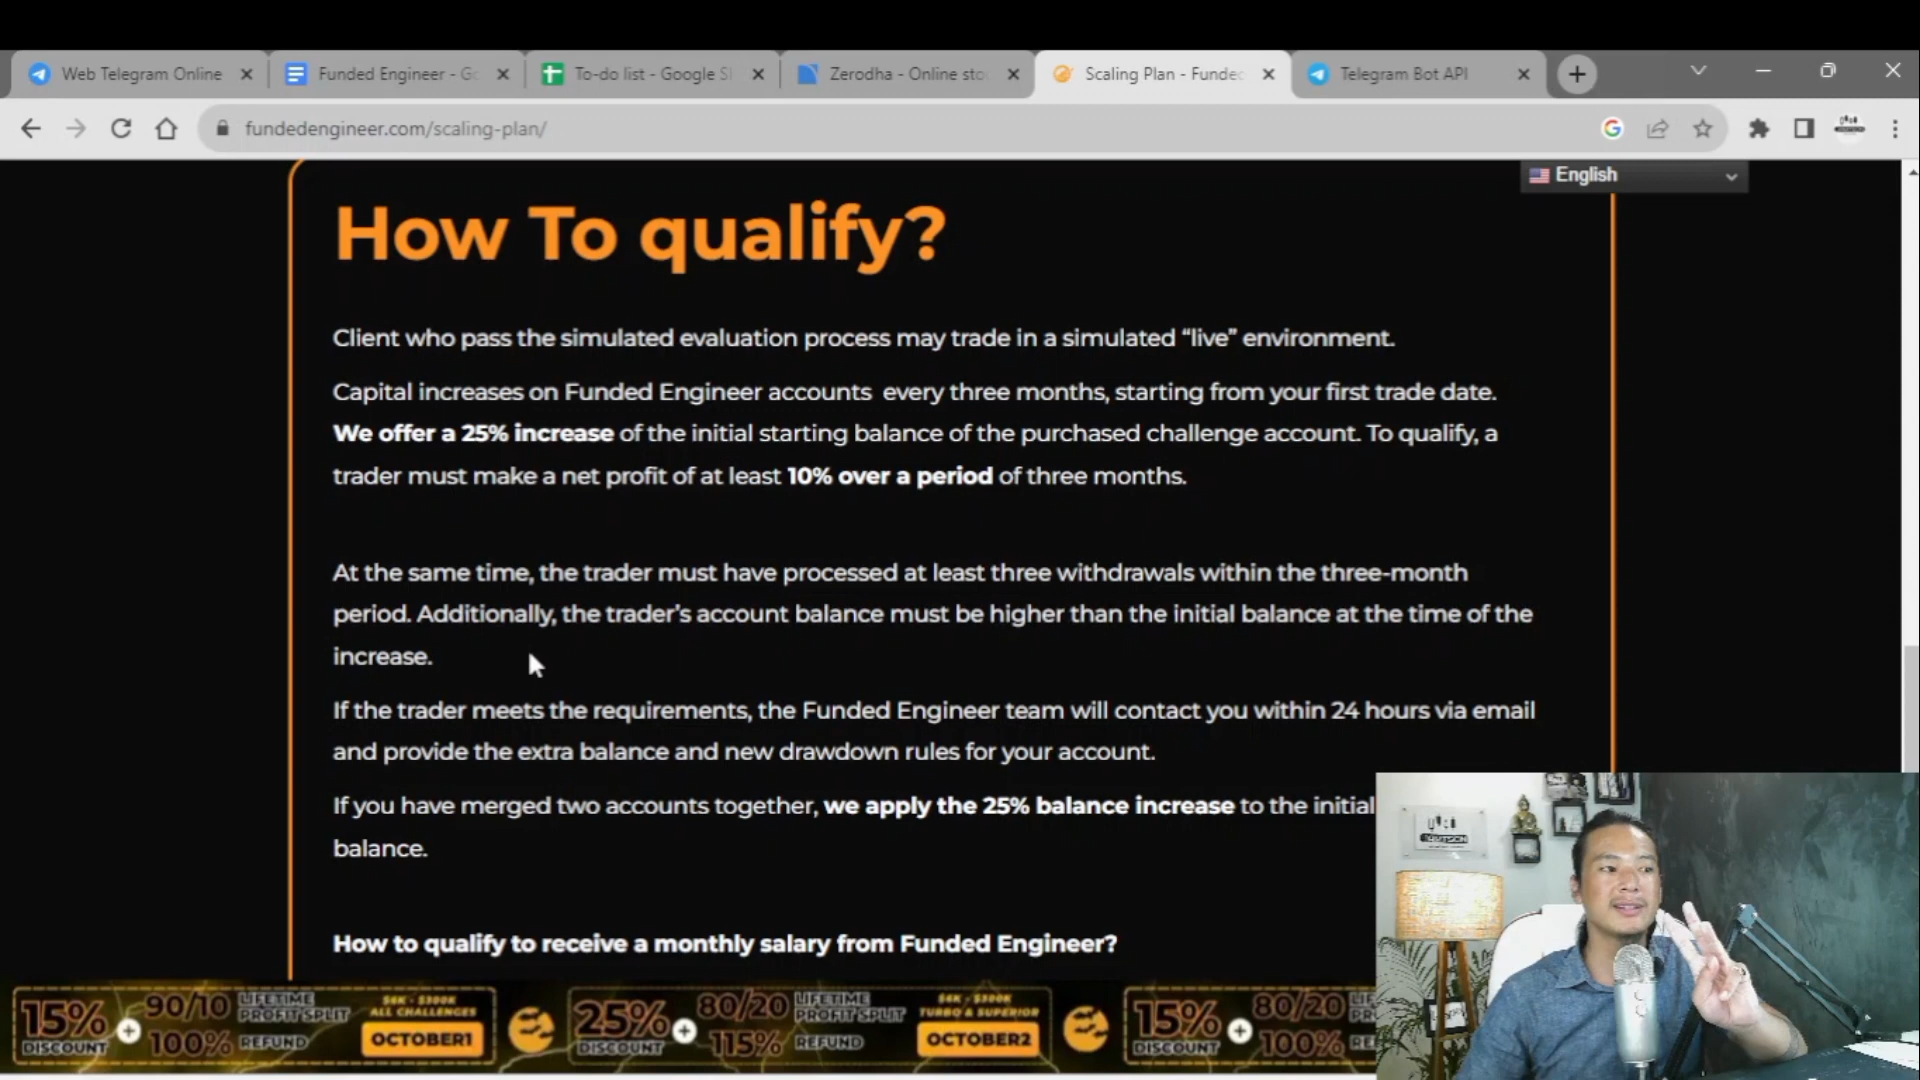 Web Telegram Online
Funded Engineer - Go
To-do list - Google Sh
Zerodha - Online sto
Scaling Plan - Funded
Telegram Bot API
fundedengineer.com/scaling-plan/
English
How To qualify?
Client who pass the simulated evaluation process may trade in a simulated “live” environment.
Capital increases on Funded Engineer accounts every three months, starting from your first trade date.
We offer a 25% increase of the initial starting balance of the purchased challenge account. To qualify, a
trader must make a net profit of at least 10% over a period of three months.
At the same time, the trader must have processed at least three withdrawals within the three-month
period. Additionally, the trader’s account balance must be higher than the initial balance at the time of the
increase.
If the trader meets the requirements, the Funded Engineer team will contact you within 24 hours via email
and provide the extra balance and new drawdown rules for your account.
If you have merged two accounts together, we apply the 25% balance increase to the initial
balance.
How to qualify to receive a monthly salary from Funded Engineer?
15% DISCOUNT + 90/10 LIFETIME PROFIT SPLIT 100% REFUND $6K - $300K ALL CHALLENGES OCTOBER1
25% DISCOUNT + 80/20 LIFETIME PROFIT SPLIT 115% REFUND $6K - $300K TURBO & SUPERIOR OCTOBER2
15% DISCOUNT + 80/20 100%